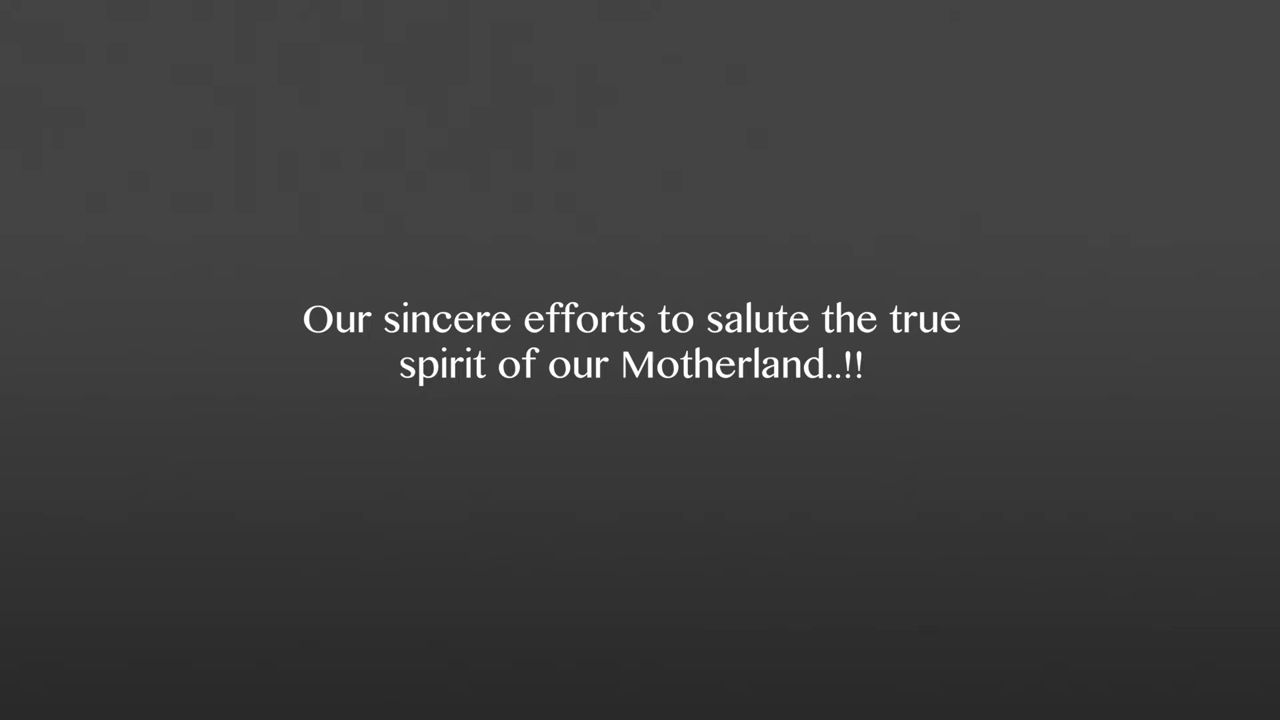 Our sincere efforts to salute the true
spirit of our Motherland..!!